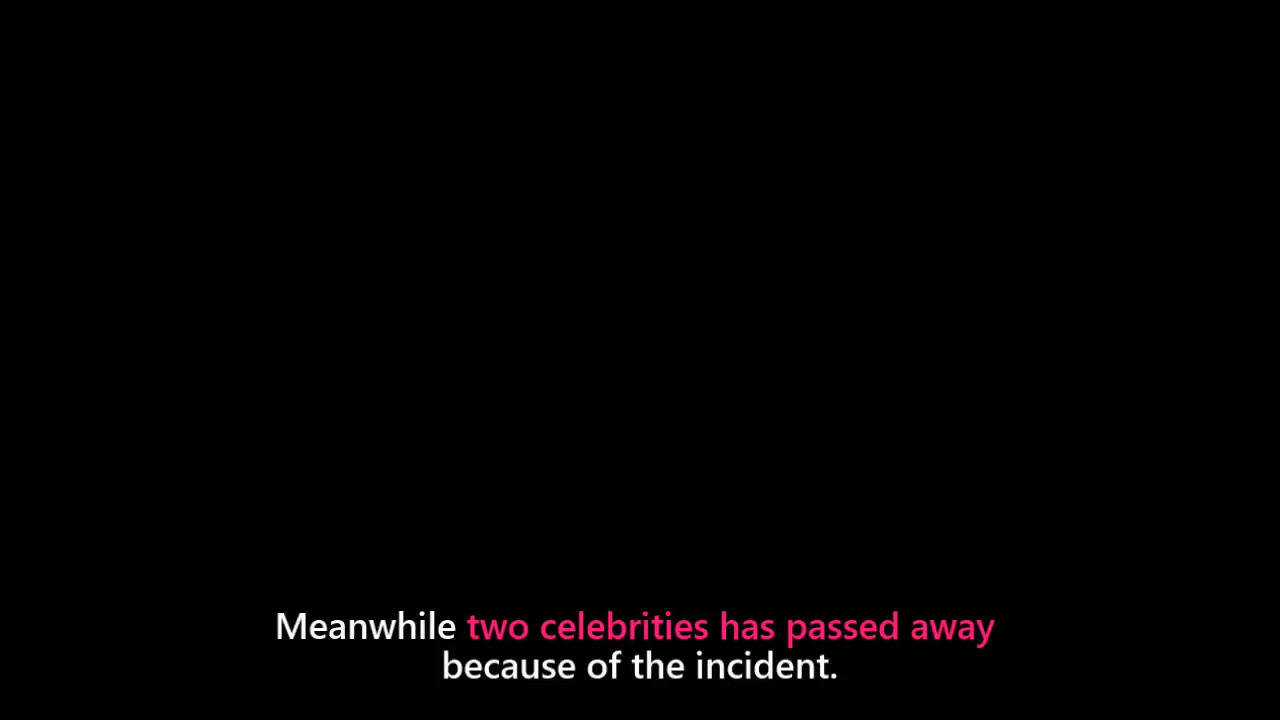 Meanwhile two celebrities has passed away
because of the incident.